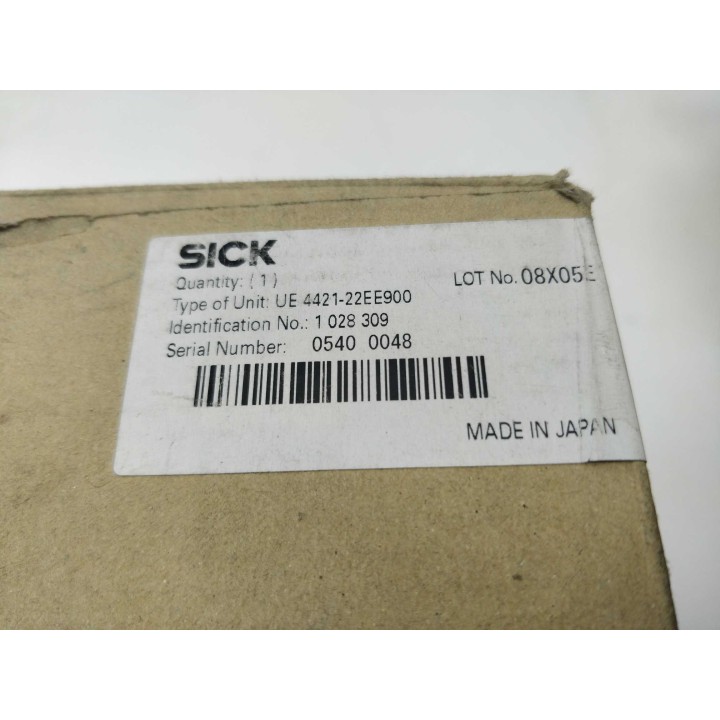 SICK
Quantity: ( 1 )
LOT No. 08X05E
Type of Unit: UE 4421-22EE900
Identification No.: 1 028 309
Serial Number: 0540 0048
MADE IN JAPAN